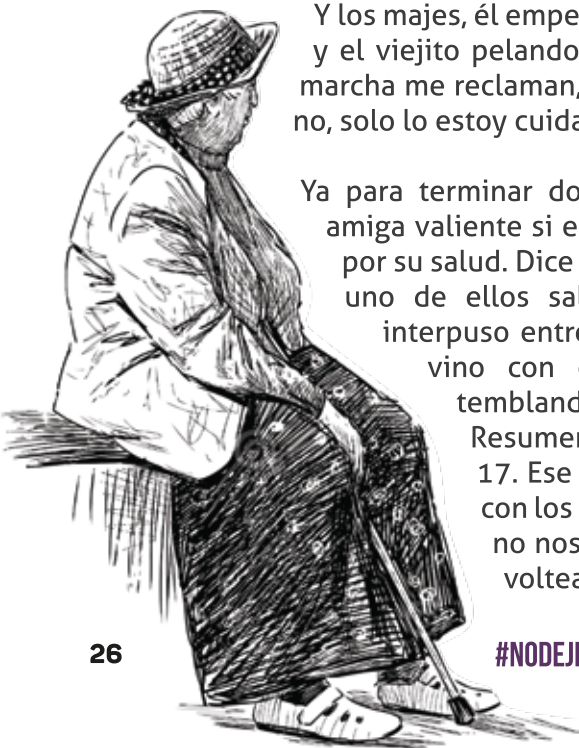 Y los majes, él empe
y el viejito pelando
marcha me reclaman,
no, solo lo estoy cuida
Ya para terminar do
amiga valiente si e
por su salud. Dice
uno de ellos sal
interpuso entre
vino con
tembland
Resumen
17. Ese
con los
no nos
voltea
26
#NODEJE